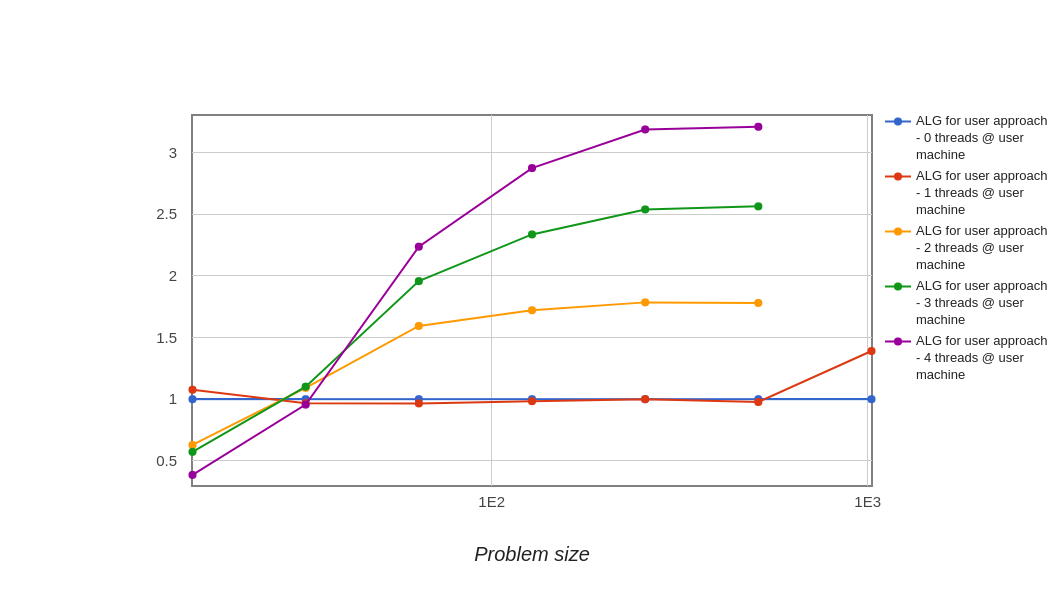 3
2.5
2
1.5
1
0.5
1E2
1E3
Problem size
ALG for user approach
- 0 threads @ user
machine
ALG for user approach
- 1 threads @ user
machine
ALG for user approach
- 2 threads @ user
machine
ALG for user approach
- 3 threads @ user
machine
ALG for user approach
- 4 threads @ user
machine